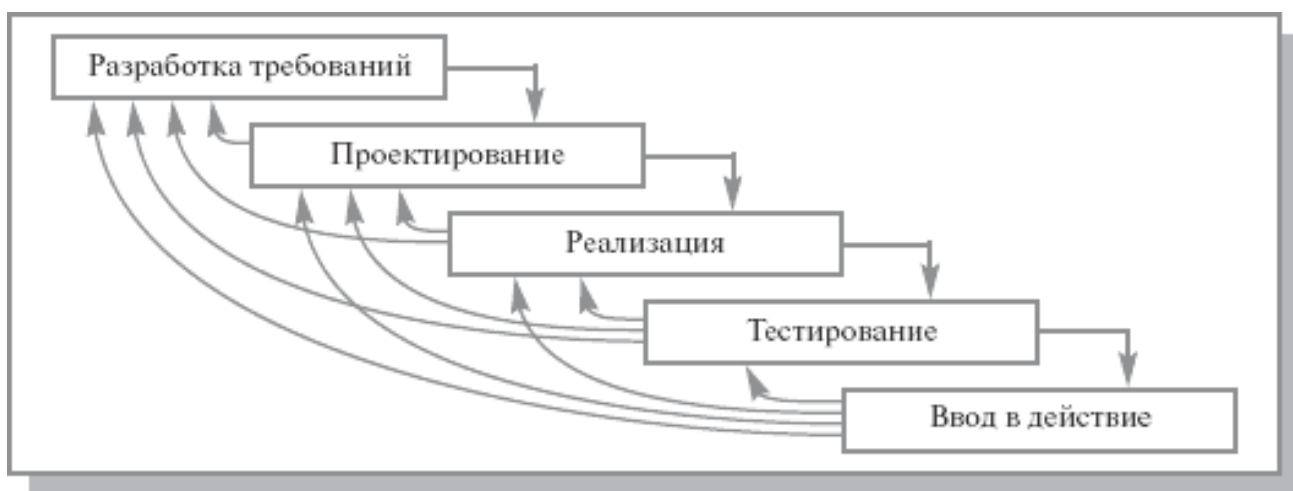 Разработка требований
Проектирование
Реализация
Тестирование
Ввод в действие